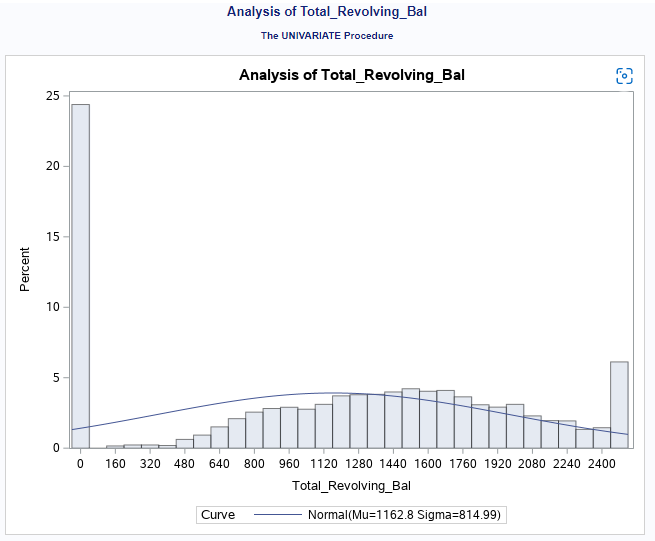 Analysis of Total_Revolving_Bal
The UNIVARIATE Procedure
Analysis of Total_Revolving_Bal
25
20
15
10
5
0
Percent
0 160 320 480 640 800 960 1120 1280 1440 1600 1760 1920 2080 2240 2400
Total_Revolving_Bal
Curve Normal(Mu=1162.8 Sigma=814.99)